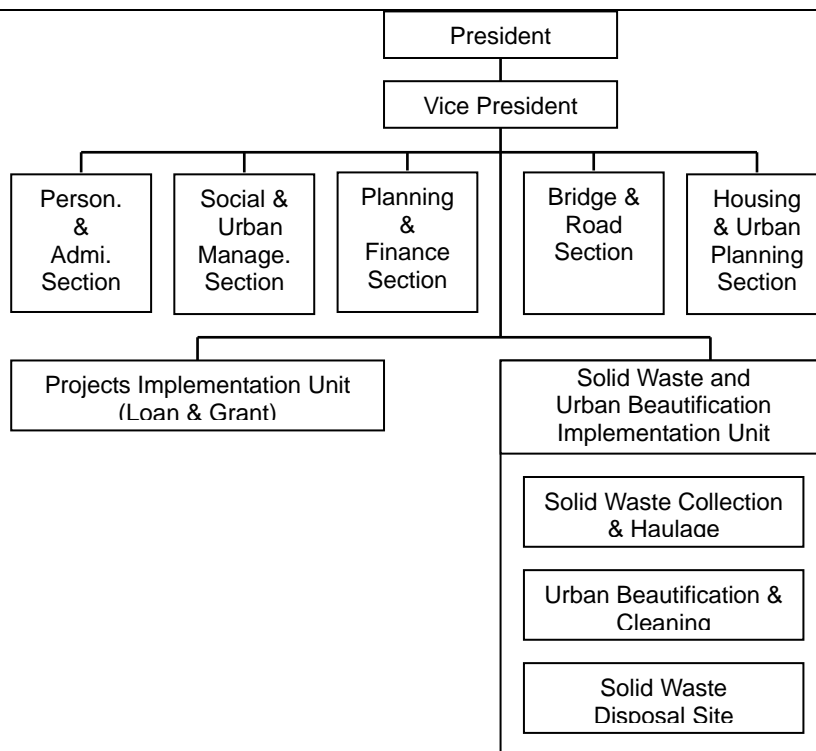 President
Vice President
Person.
&
Admi.
Section
Social &
Urban
Manage.
Section
Planning
&
Finance
Section
Bridge &
Road
Section
Housing
& Urban
Planning
Section
Projects Implementation Unit
(Loan & Grant)
Solid Waste and
Urban Beautification
Implementation Unit
Solid Waste Collection
& Haulage
Urban Beautification &
Cleaning
Solid Waste
Disposal Site